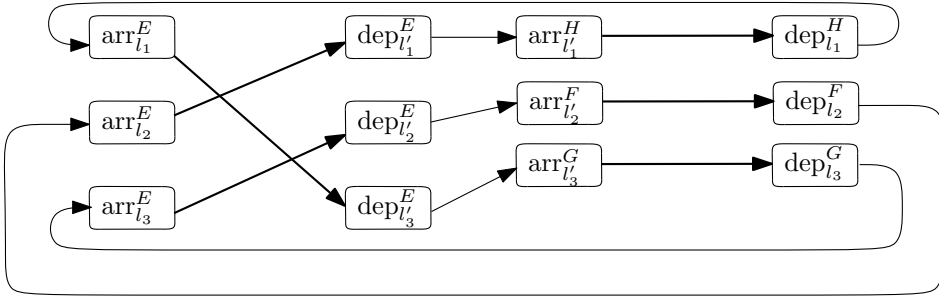 arr^E_{l_1} dep^E_{l'_1} arr^H_{l'_1} dep^H_{l_1}
arr^E_{l_2} dep^E_{l'_2} arr^F_{l'_2} dep^F_{l_2}
arr^E_{l_3} dep^E_{l'_3} arr^G_{l'_3} dep^G_{l_3}